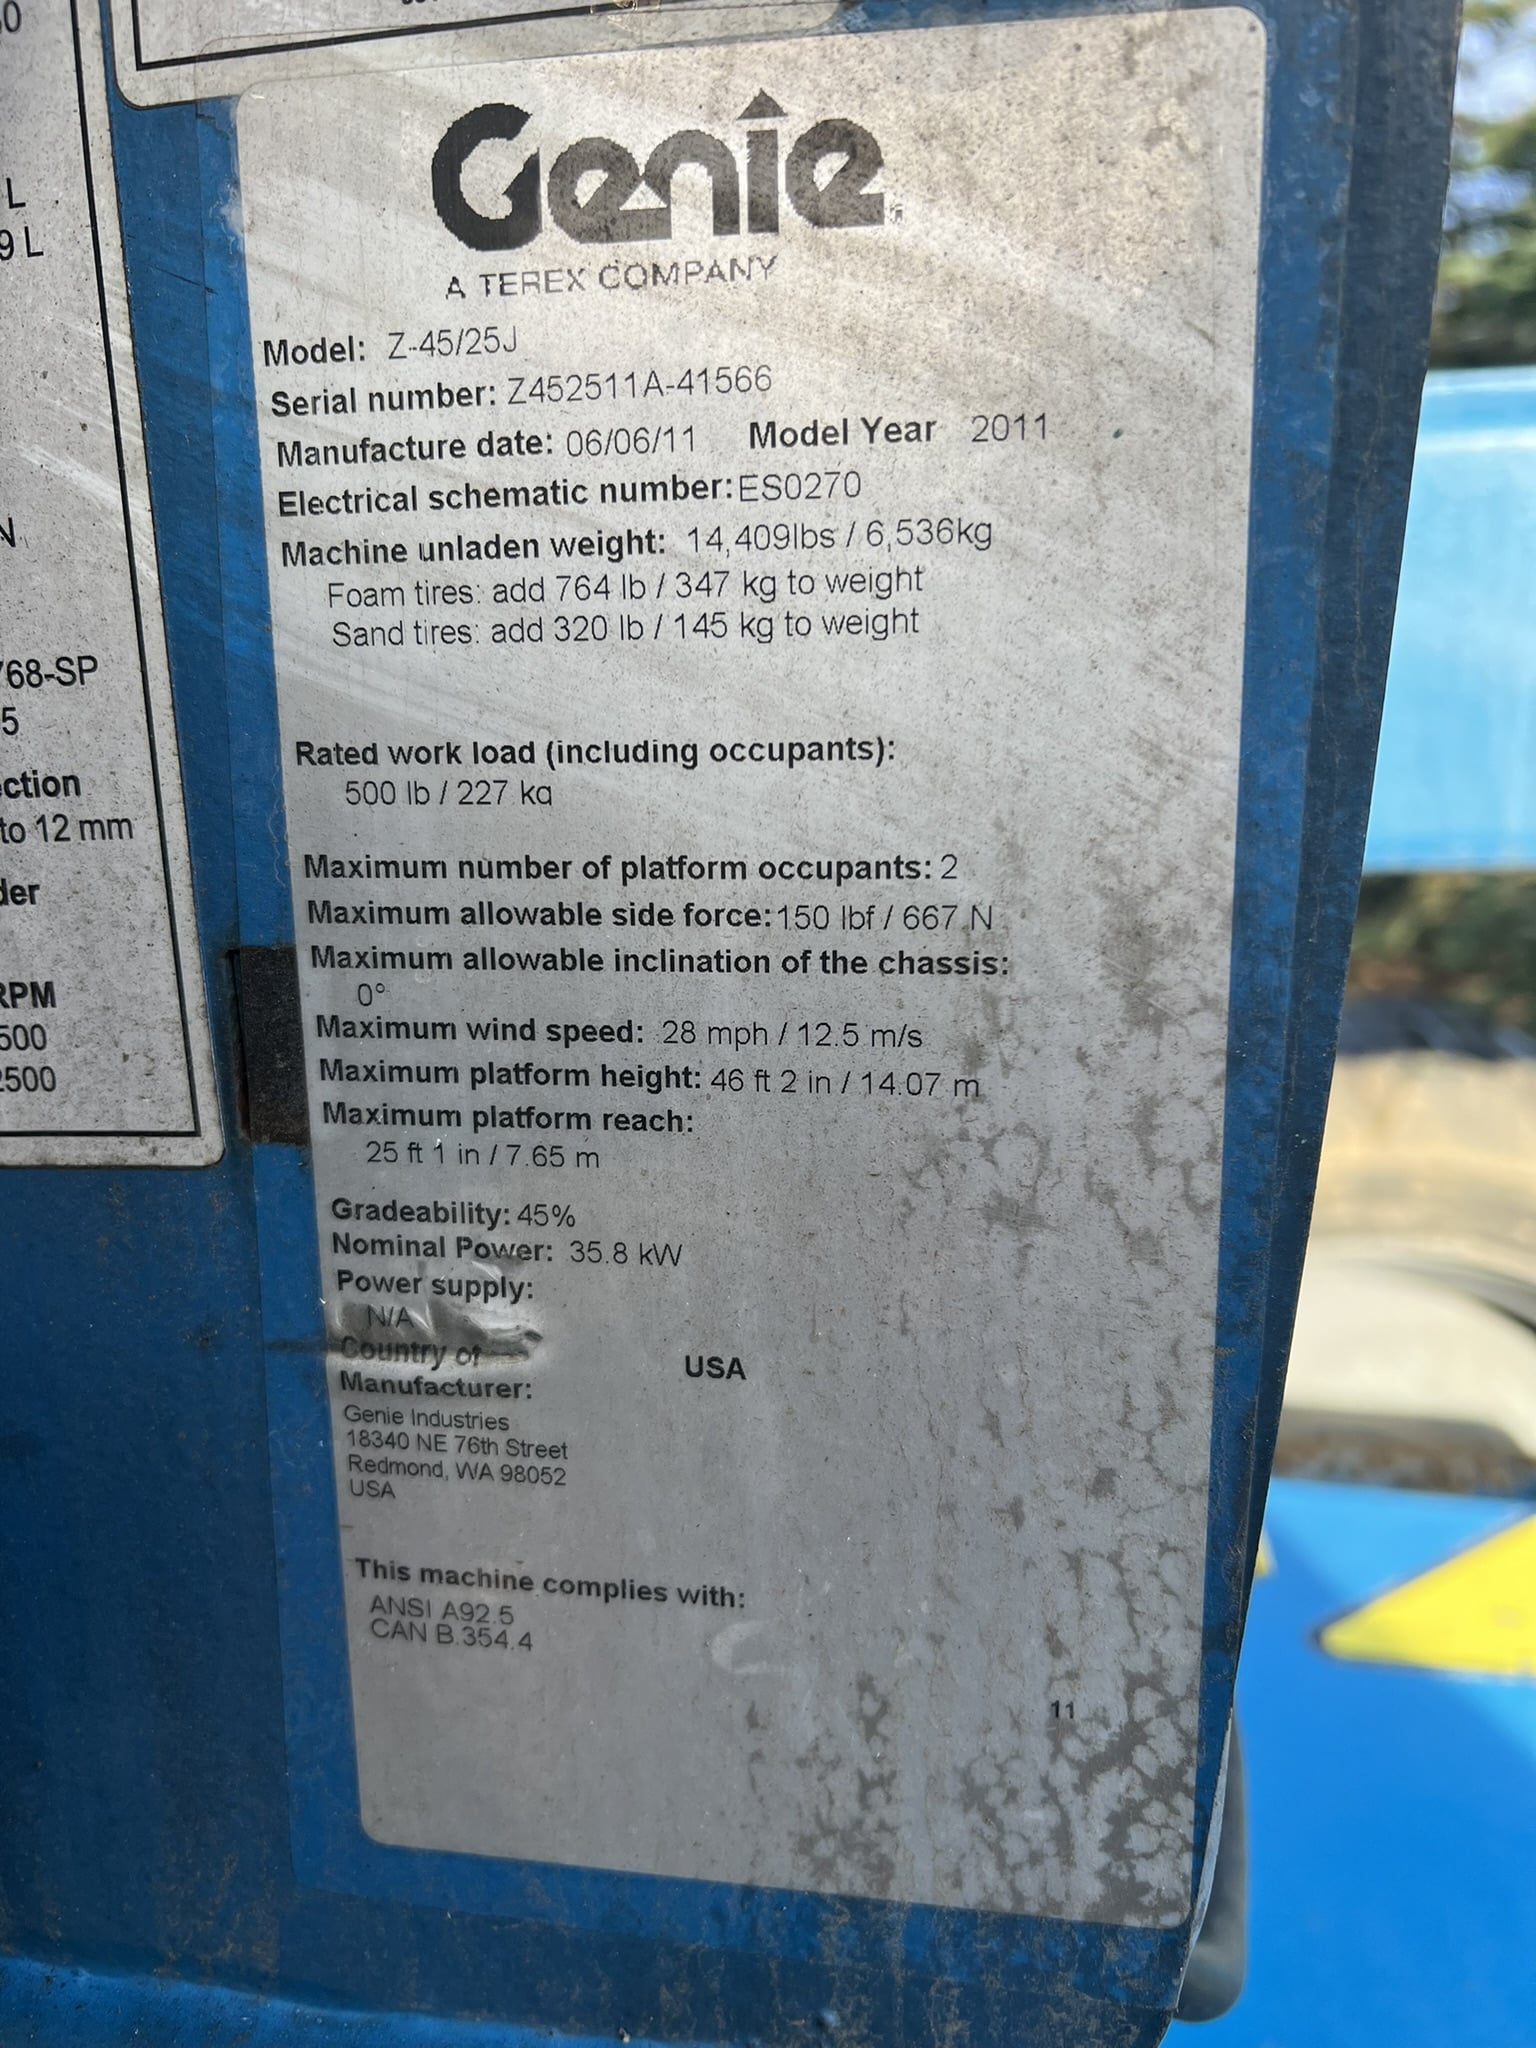 L
9 L
N
768-SP
5
ction
to 12 mm
der
RPM
500
2500
Genie
A TEREX COMPANY
Model: Z-45/25J
Serial number: Z452511A-41566
Manufacture date: 06/06/11 Model Year 2011
Electrical schematic number: ES0270
Machine unladen weight: 14,409lbs / 6,536kg
Foam tires: add 764 lb / 347 kg to weight
Sand tires: add 320 lb / 145 kg to weight
Rated work load (including occupants):
500 lb / 227 kg
Maximum number of platform occupants: 2
Maximum allowable side force: 150 lbf / 667 N
Maximum allowable inclination of the chassis:
0°
Maximum wind speed: 28 mph / 12.5 m/s
Maximum platform height: 46 ft 2 in / 14.07 m
Maximum platform reach:
25 ft 1 in / 7.65 m
Gradeability: 45%
Nominal Power: 35.8 kW
Power supply:
N/A
Country of USA
Manufacturer:
Genie Industries
18340 NE 76th Street
Redmond, WA 98052
USA
This machine complies with:
ANSI A92.5
CAN B.354.4
11